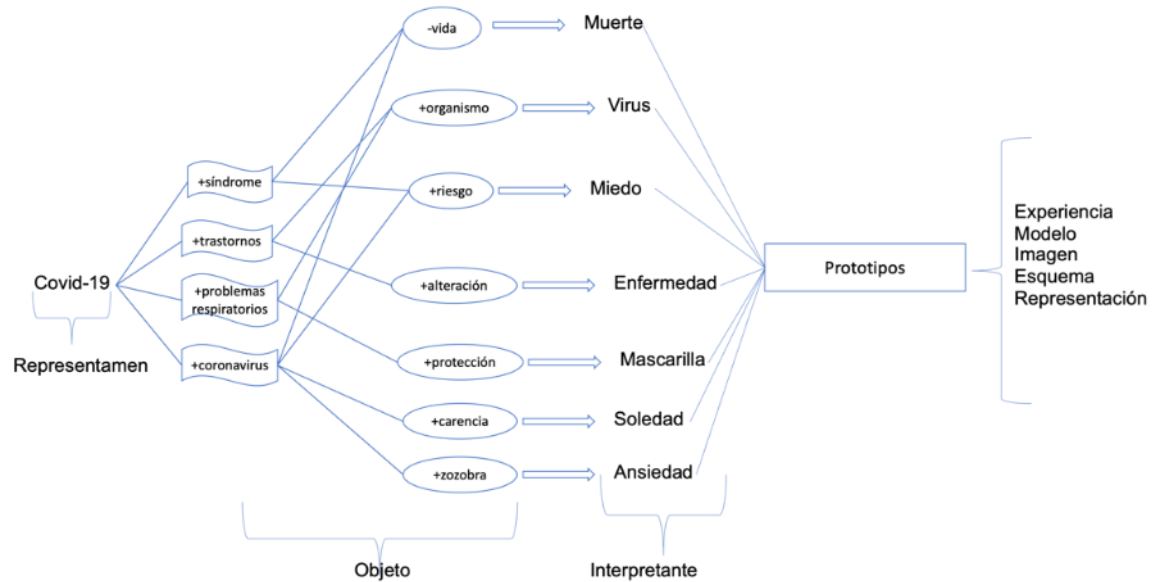 -vida
Muerte
+organismo
Virus
+síndrome
+riesgo
Miedo
+trastornos
Covid-19
+problemas
respiratorios
+alteración
Enfermedad
Prototipos
Experiencia
Modelo
Imagen
Esquema
Representación
Representamen
+coronavirus
+protección
Mascarilla
+carencia
Soledad
+zozobra
Ansiedad
Objeto
Interpretante